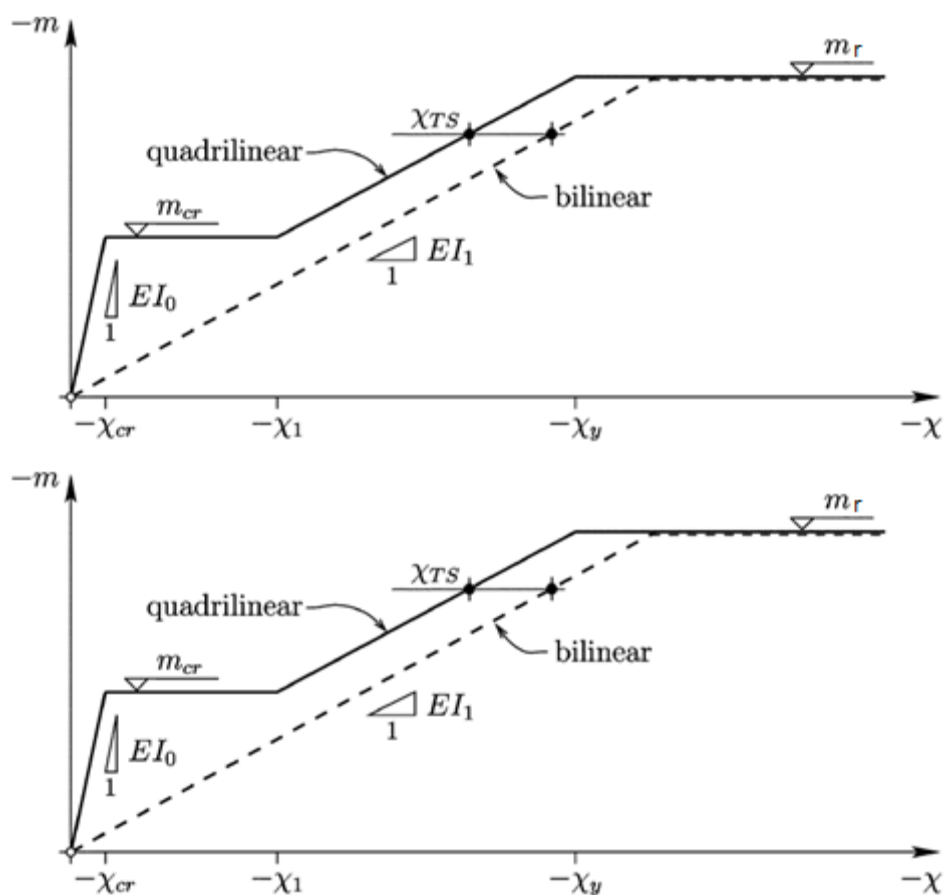 −m
m_r
χ_TS
quadrilinear
bilinear
m_cr
EI_1
1
EI_0
1
−χ_cr
−χ_1
−χ_y
−χ
−m
m_r
χ_TS
quadrilinear
bilinear
m_cr
EI_1
1
EI_0
1
−χ_cr
−χ_1
−χ_y
−χ